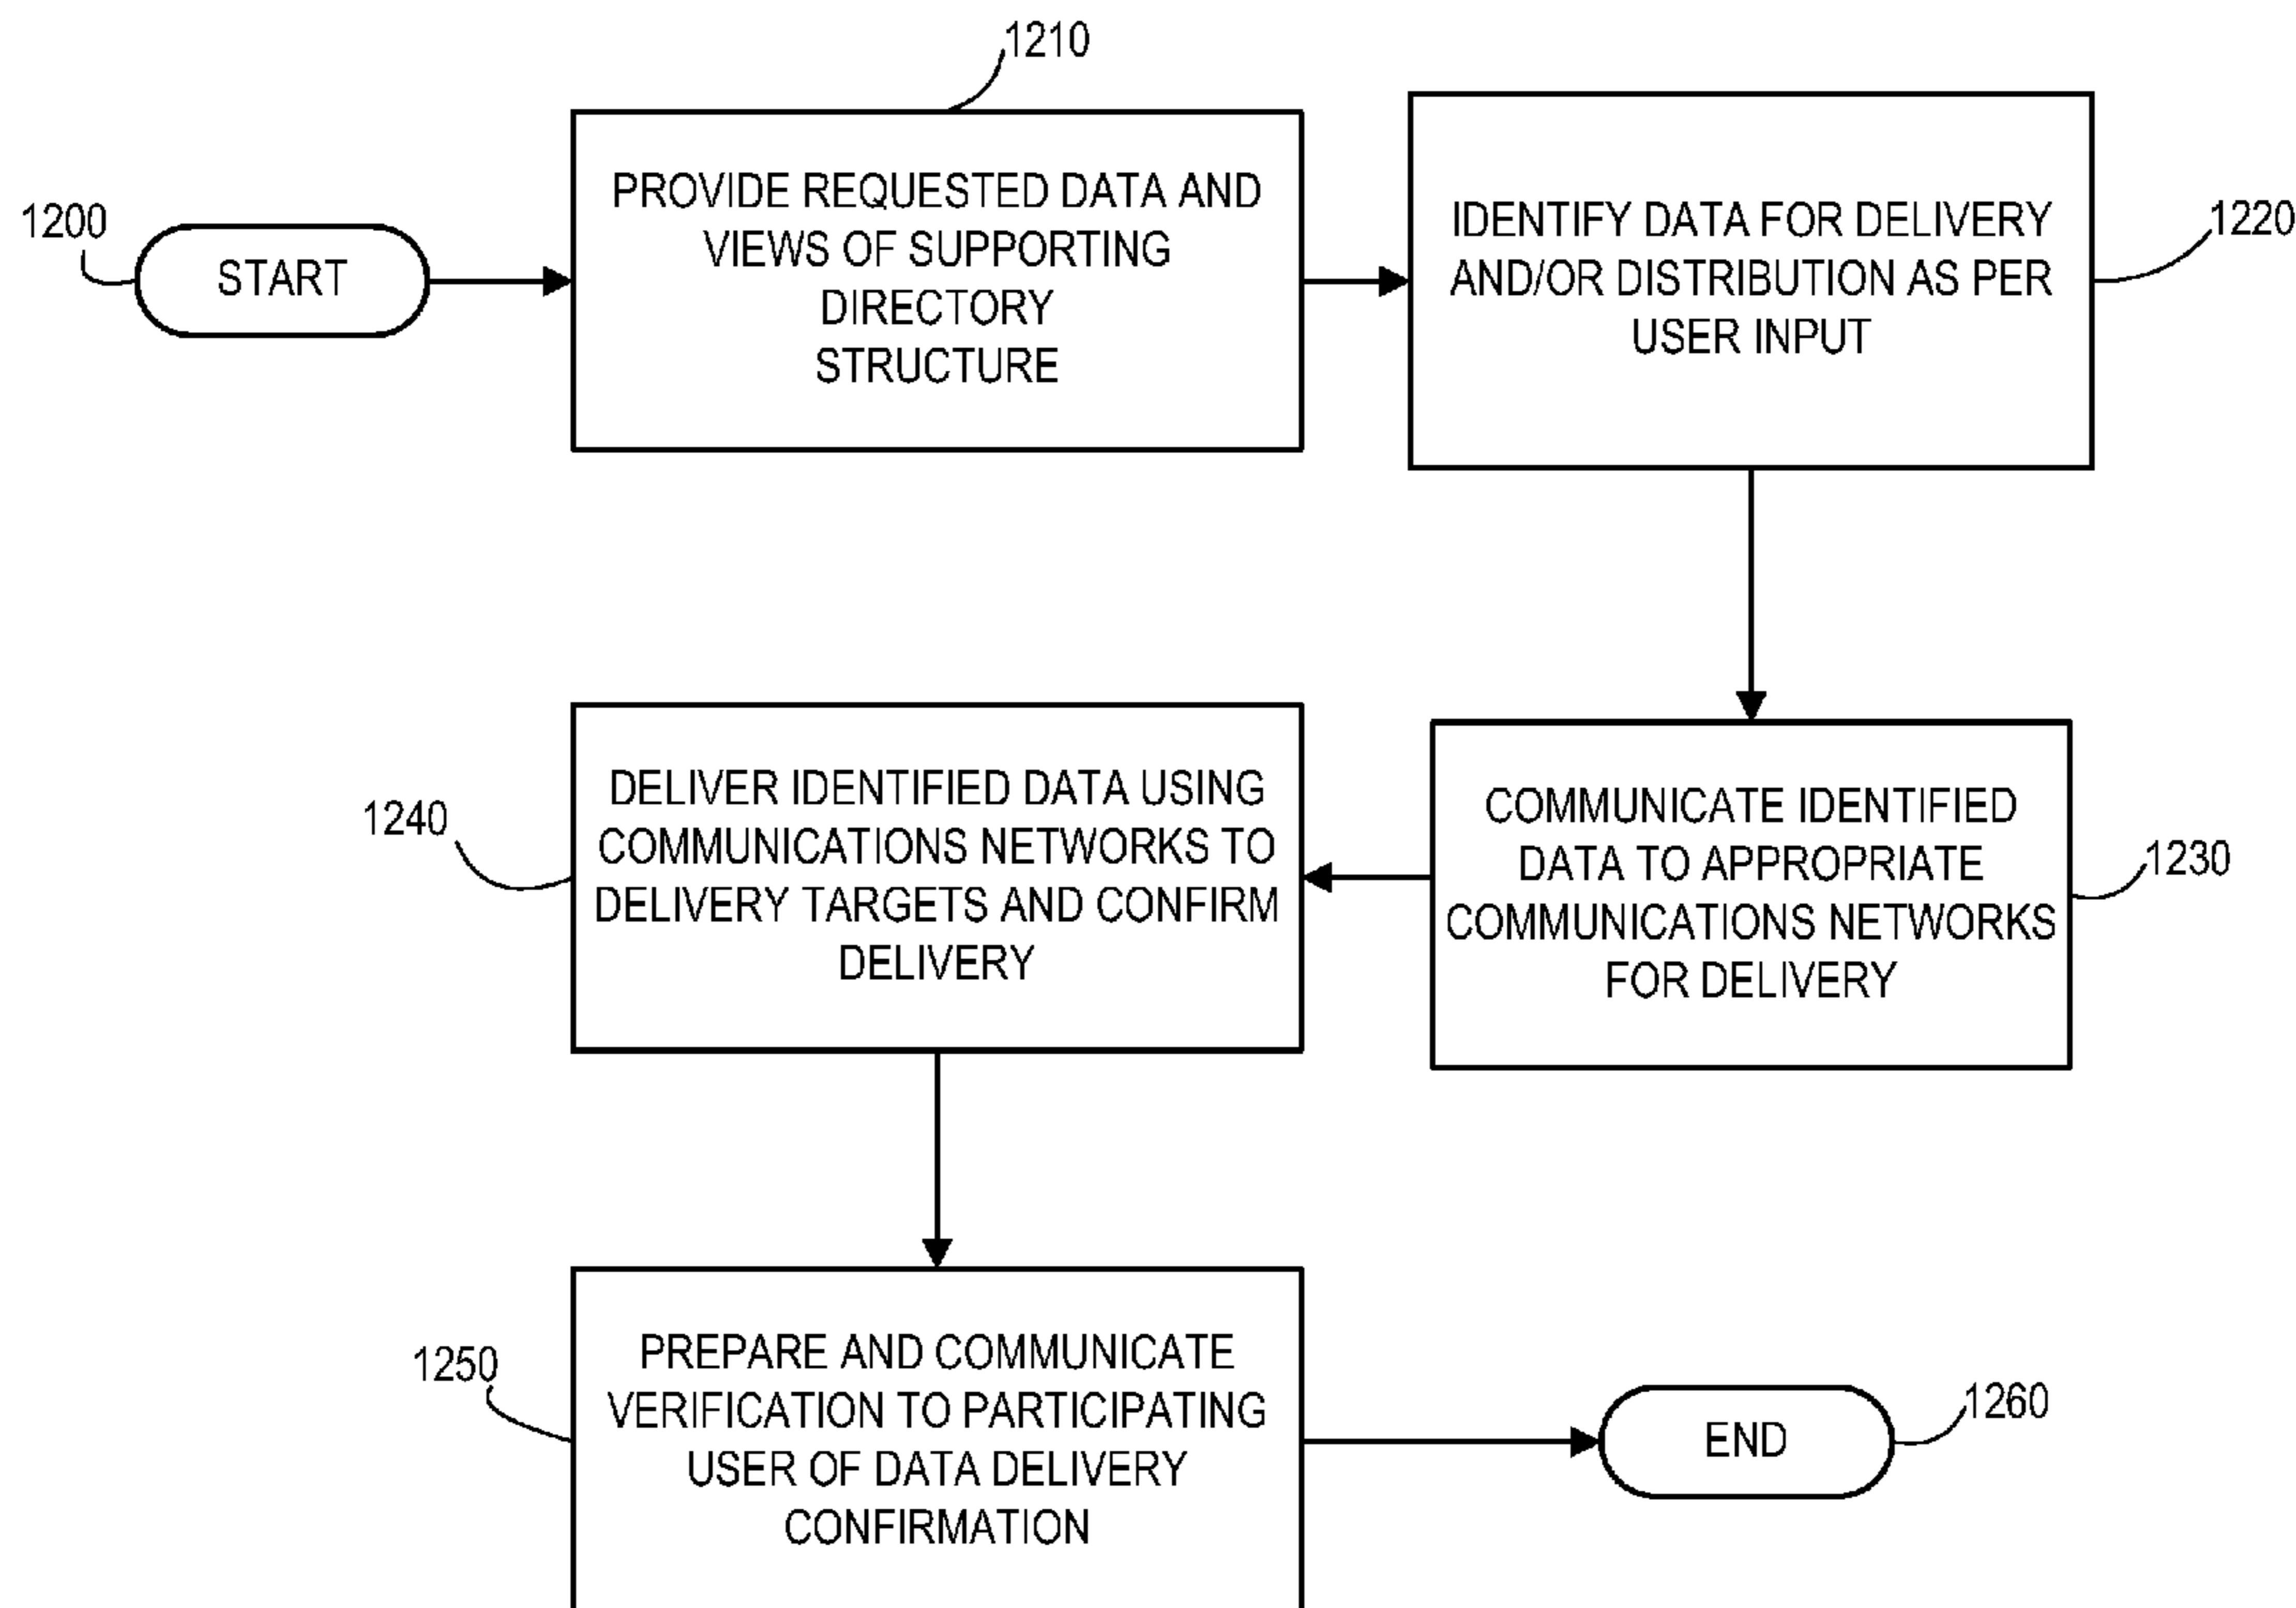 1210
1200
START
PROVIDE REQUESTED DATA AND
VIEWS OF SUPPORTING
DIRECTORY
STRUCTURE
IDENTIFY DATA FOR DELIVERY
AND/OR DISTRIBUTION AS PER
USER INPUT
1220
COMMUNICATE IDENTIFIED
DATA TO APPROPRIATE
COMMUNICATIONS NETWORKS
FOR DELIVERY
1230
1240
DELIVER IDENTIFIED DATA USING
COMMUNICATIONS NETWORKS TO
DELIVERY TARGETS AND CONFIRM
DELIVERY
1250
PREPARE AND COMMUNICATE
VERIFICATION TO PARTICIPATING
USER OF DATA DELIVERY
CONFIRMATION
END
1260